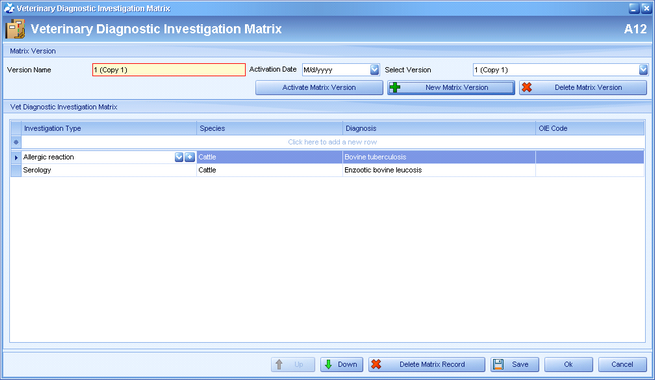 Veterinary Diagnostic Investigation Matrix
Veterinary Diagnostic Investigation Matrix A12
Matrix Version
Version Name 1 (Copy 1) Activation Date M/d/yyyy Select Version 1 (Copy 1)
Activate Matrix Version New Matrix Version Delete Matrix Version
Vet Diagnostic Investigation Matrix
Investigation Type Species Diagnosis OIE Code
Click here to add a new row
Allergic reaction Cattle Bovine tuberculosis
Serology Cattle Enzootic bovine leucosis
Up Down Delete Matrix Record Save Ok Cancel